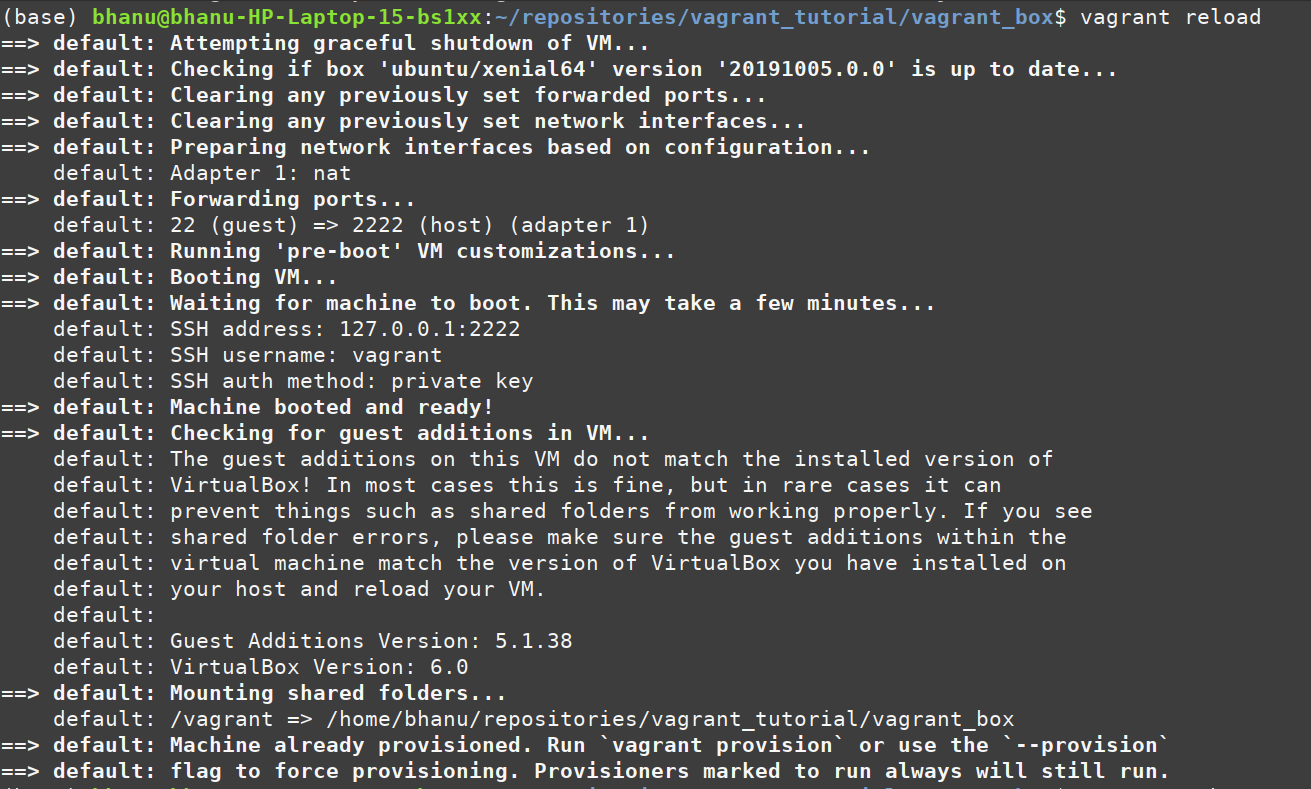 (base) bhanu@bhanu-HP-Laptop-15-bs1xx:~/repositories/vagrant_tutorial/vagrant_box$ vagrant reload
==> default: Attempting graceful shutdown of VM...
==> default: Checking if box 'ubuntu/xenial64' version '20191005.0.0' is up to date...
==> default: Clearing any previously set forwarded ports...
==> default: Clearing any previously set network interfaces...
==> default: Preparing network interfaces based on configuration...
    default: Adapter 1: nat
==> default: Forwarding ports...
    default: 22 (guest) => 2222 (host) (adapter 1)
==> default: Running 'pre-boot' VM customizations...
==> default: Booting VM...
==> default: Waiting for machine to boot. This may take a few minutes...
    default: SSH address: 127.0.0.1:2222
    default: SSH username: vagrant
    default: SSH auth method: private key
==> default: Machine booted and ready!
==> default: Checking for guest additions in VM...
    default: The guest additions on this VM do not match the installed version of
    default: VirtualBox! In most cases this is fine, but in rare cases it can
    default: prevent things such as shared folders from working properly. If you see
    default: shared folder errors, please make sure the guest additions within the
    default: virtual machine match the version of VirtualBox you have installed on
    default: your host and reload your VM.
    default:
    default: Guest Additions Version: 5.1.38
    default: VirtualBox Version: 6.0
==> default: Mounting shared folders...
    default: /vagrant => /home/bhanu/repositories/vagrant_tutorial/vagrant_box
==> default: Machine already provisioned. Run `vagrant provision` or use the `--provision`
==> default: flag to force provisioning. Provisioners marked to run always will still run.